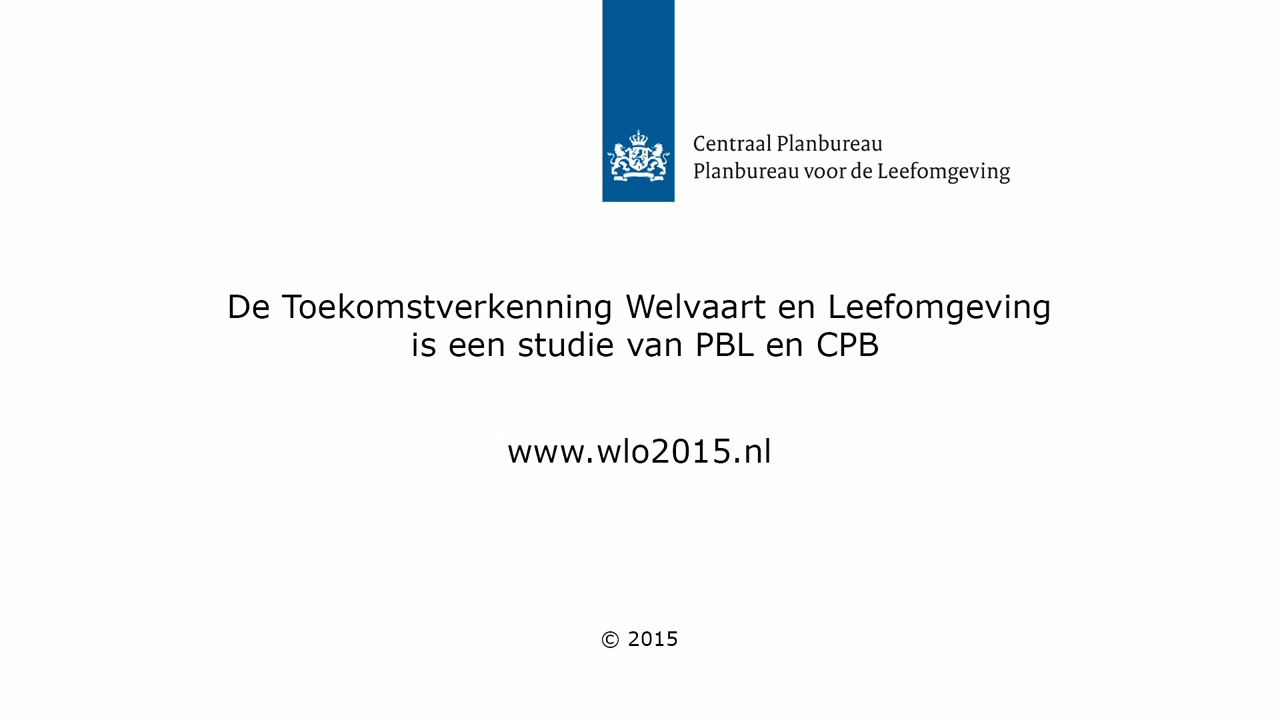 Centraal Planbureau
Planbureau voor de Leefomgeving
De Toekomstverkenning Welvaart en Leefomgeving
is een studie van PBL en CPB
www.wlo2015.nl
© 2015